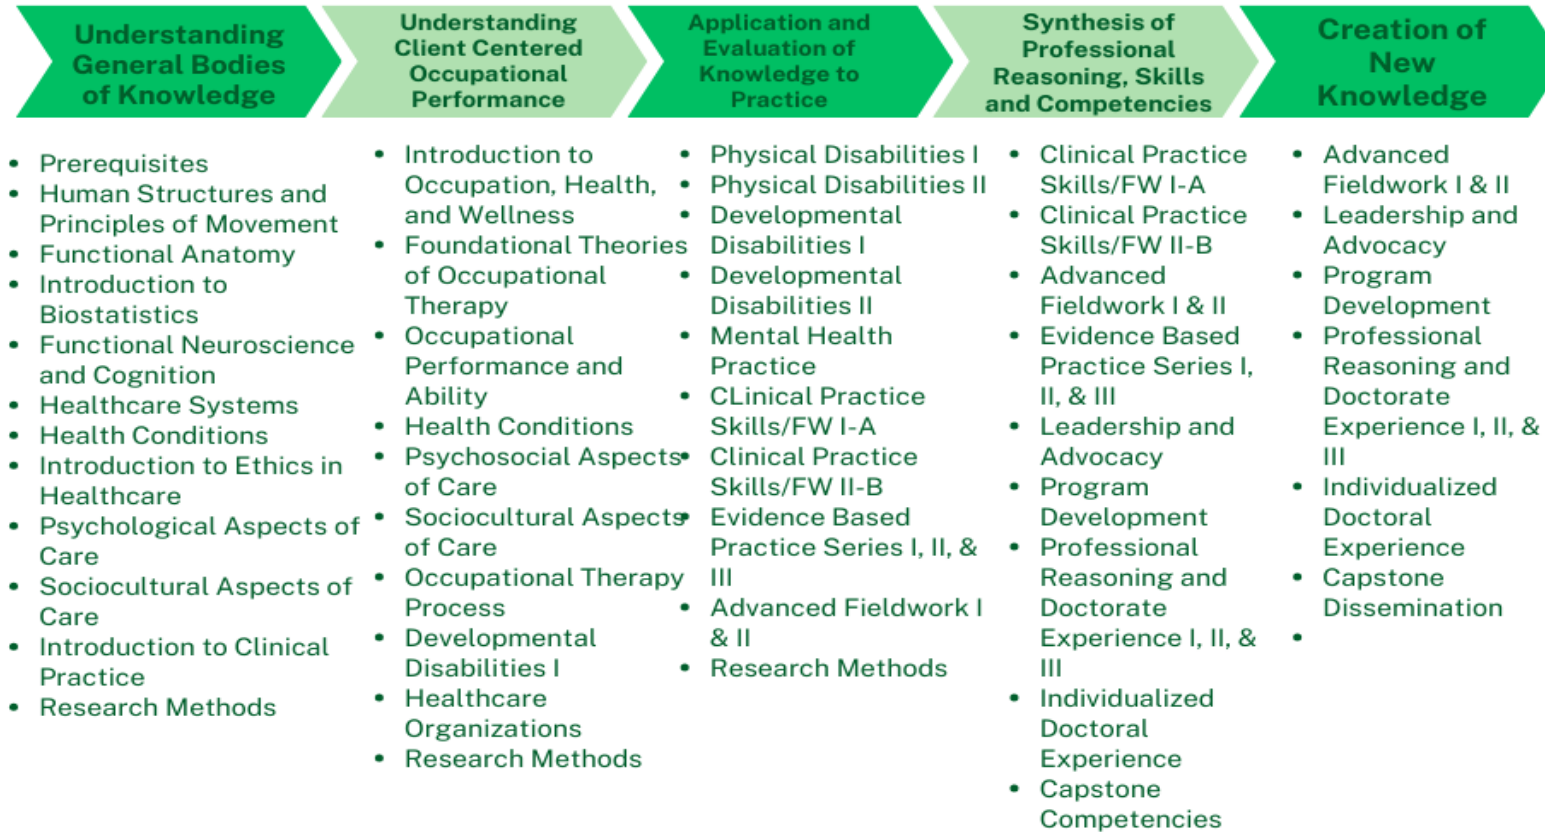 Understanding
General Bodies
of Knowledge
Understanding
Client Centered
Occupational
Performance
Application and
Evaluation of
Knowledge to
Practice
Synthesis of
Professional
Reasoning, Skills
and Competencies
Creation of
New
Knowledge
• Prerequisites
• Human Structures and
Principles of Movement
• Functional Anatomy
• Introduction to
Biostatistics
• Functional Neuroscience
and Cognition
• Healthcare Systems
• Health Conditions
• Introduction to Ethics in
Healthcare
• Psychological Aspects of
Care
• Sociocultural Aspects of
Care
• Introduction to Clinical
Practice
• Research Methods
• Introduction to
Occupation, Health,
and Wellness
• Foundational Theories
of Occupational
Therapy
• Occupational
Performance and
Ability
• Health Conditions
• Psychosocial Aspects
of Care
• Sociocultural Aspects
of Care
• Occupational Therapy
Process
• Developmental
Disabilities I
• Healthcare
Organizations
• Research Methods
• Physical Disabilities I
• Physical Disabilities II
• Developmental
Disabilities I
• Developmental
Disabilities II
• Mental Health
Practice
• CLinical Practice
Skills/FW I-A
• Clinical Practice
Skills/FW II-B
• Evidence Based
Practice Series I, II, &
III
• Advanced Fieldwork I
& II
• Research Methods
• Clinical Practice
Skills/FW I-A
• Clinical Practice
Skills/FW II-B
• Advanced
Fieldwork I & II
• Evidence Based
Practice Series I,
II, & III
• Leadership and
Advocacy
• Program
Development
• Professional
Reasoning and
Doctorate
Experience I, II, &
III
• Individualized
Doctoral
Experience
• Capstone
Competencies
• Advanced
Fieldwork I & II
• Leadership and
Advocacy
• Program
Development
• Professional
Reasoning and
Doctorate
Experience I, II, &
III
• Individualized
Doctoral
Experience
• Capstone
Dissemination
•